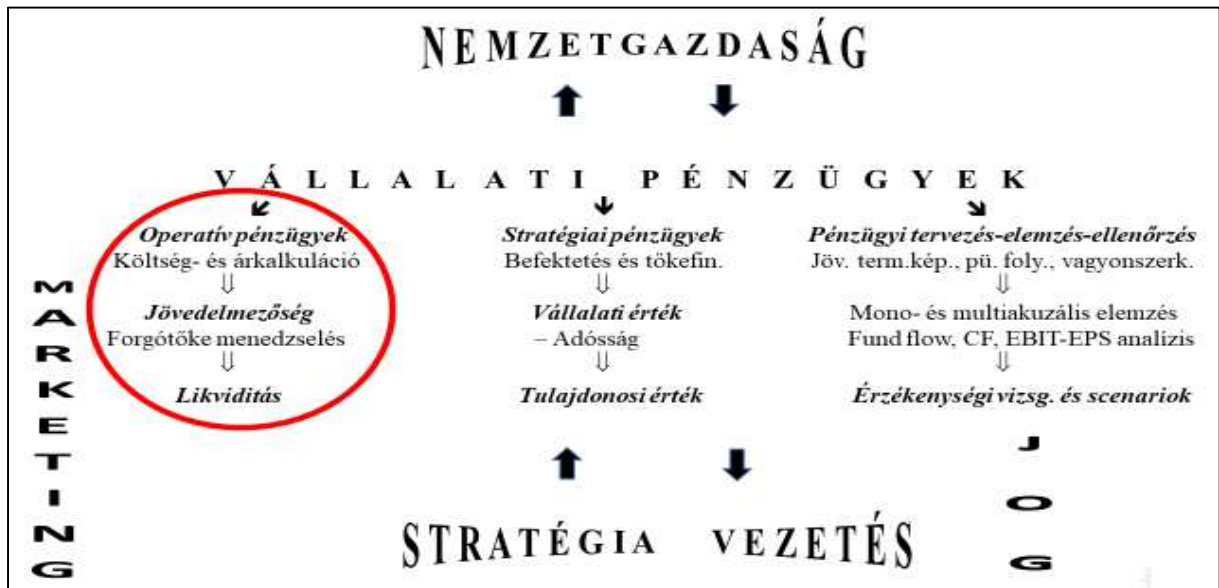 NEMZETGAZDASÁG
VÁLLALATI PÉNZÜGYEK
Operatív pénzügyek
Költség- és árkalkuláció
Jövedelmezőség
Forgótőke menedzselés
Likviditás
Stratégiai pénzügyek
Befektetés és tökefin.
Vállalati érték
– Adósság
Tulajdonosi érték
Pénzügyi tervezés-elemzés-ellenőrzés
Jöv. term.kép., pü. foly., vagyonszerk.
Mono- és multiakuzális elemzés
Fund flow, CF, EBIT-EPS analízis
Érzékenységi vizsg. és scenariok
MARKETING
JOG
STRATÉGIA VEZETÉS